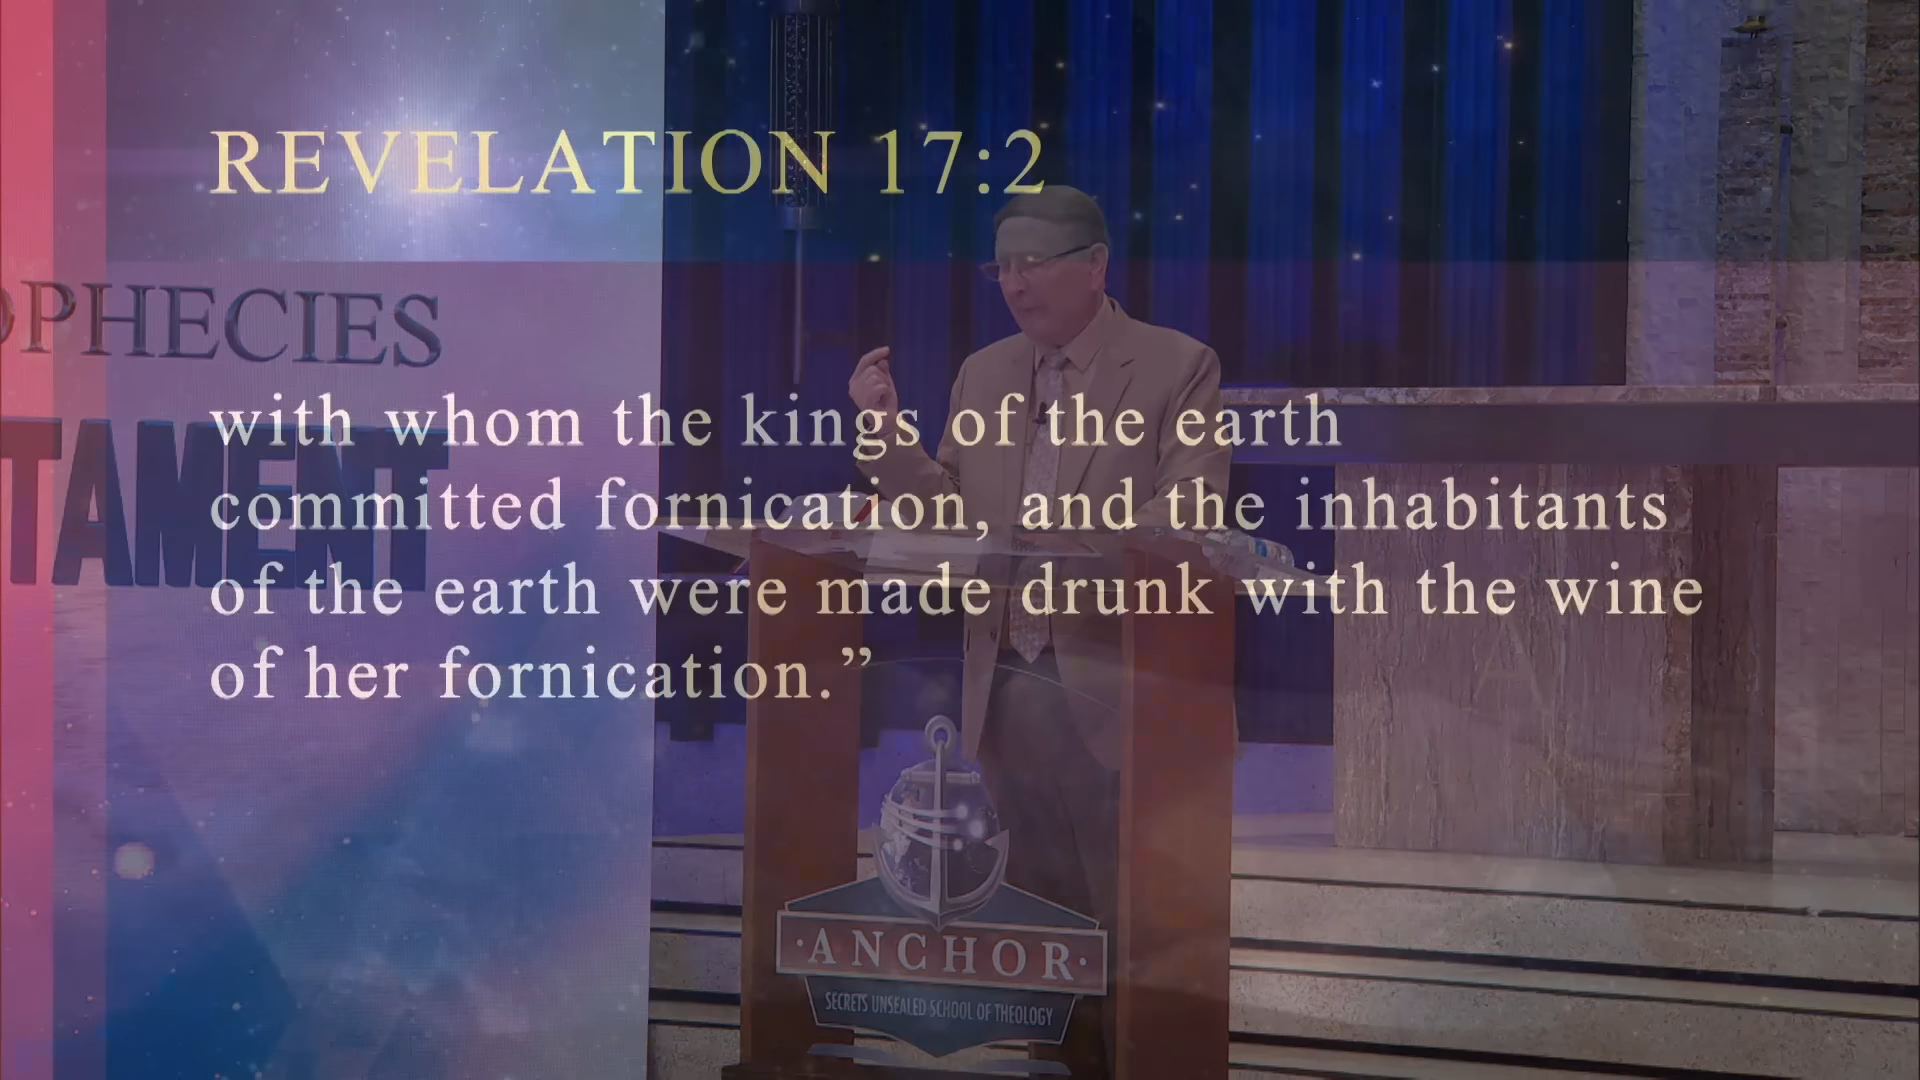 REVELATION 17:2
OPHECIES
TAMENT
with whom the kings of the earth
committed fornication, and the inhabitants
of the earth were made drunk with the wine
of her fornication.”
·ANCHOR·
SECRETS UNSEALED SCHOOL OF THEOLOGY